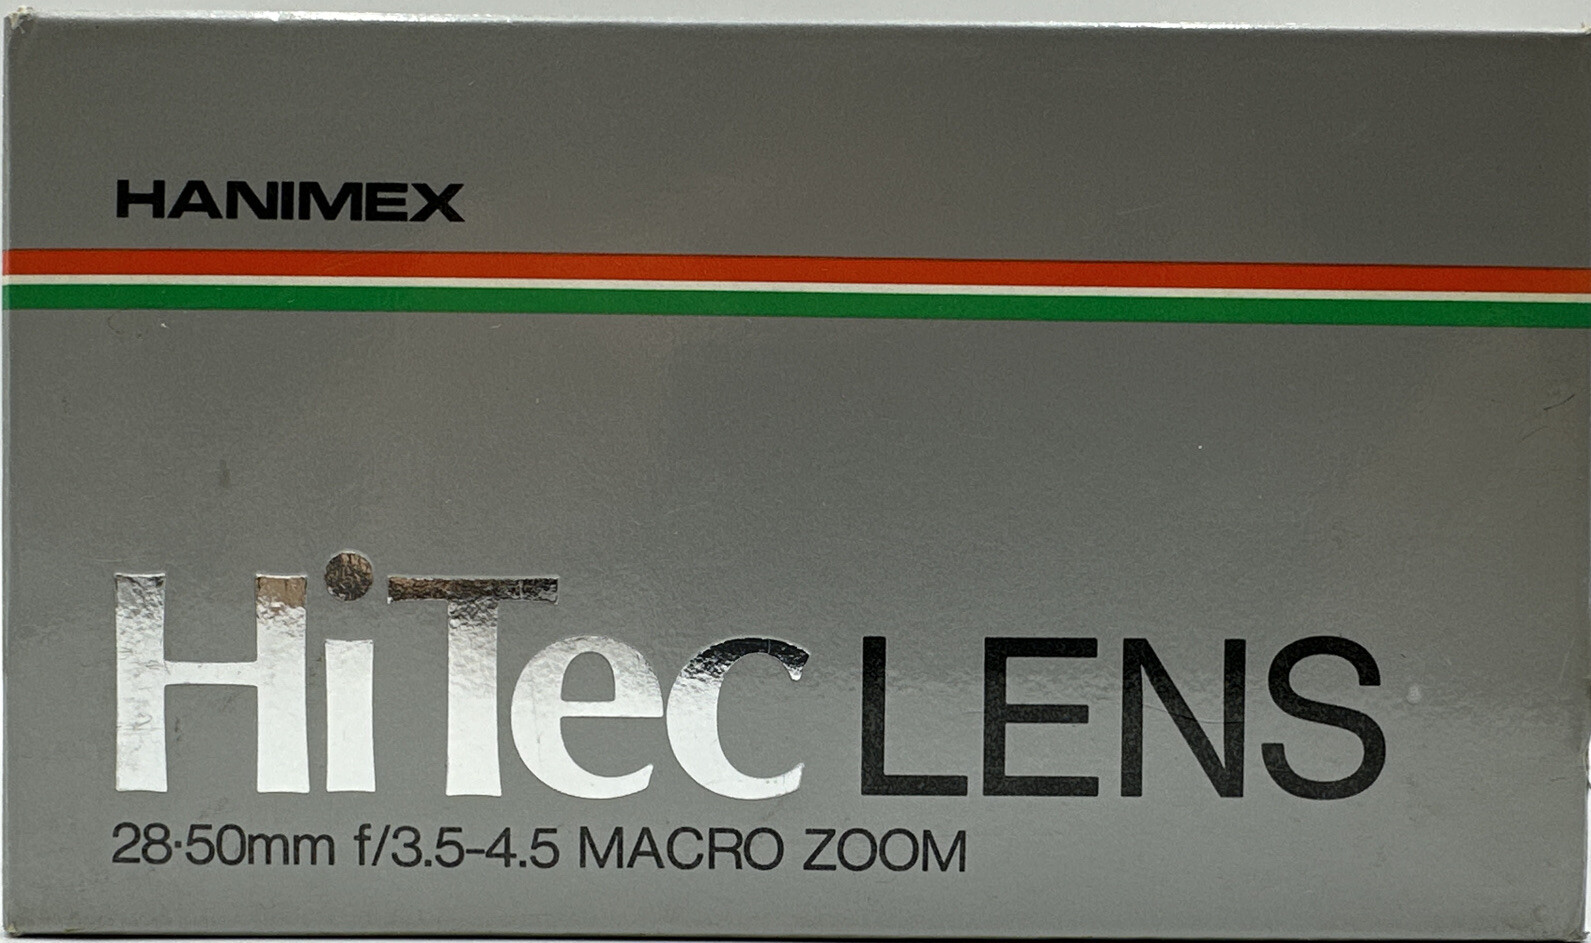 HANIMEX
HiTec LENS
28·50mm f/3.5-4.5 MACRO ZOOM